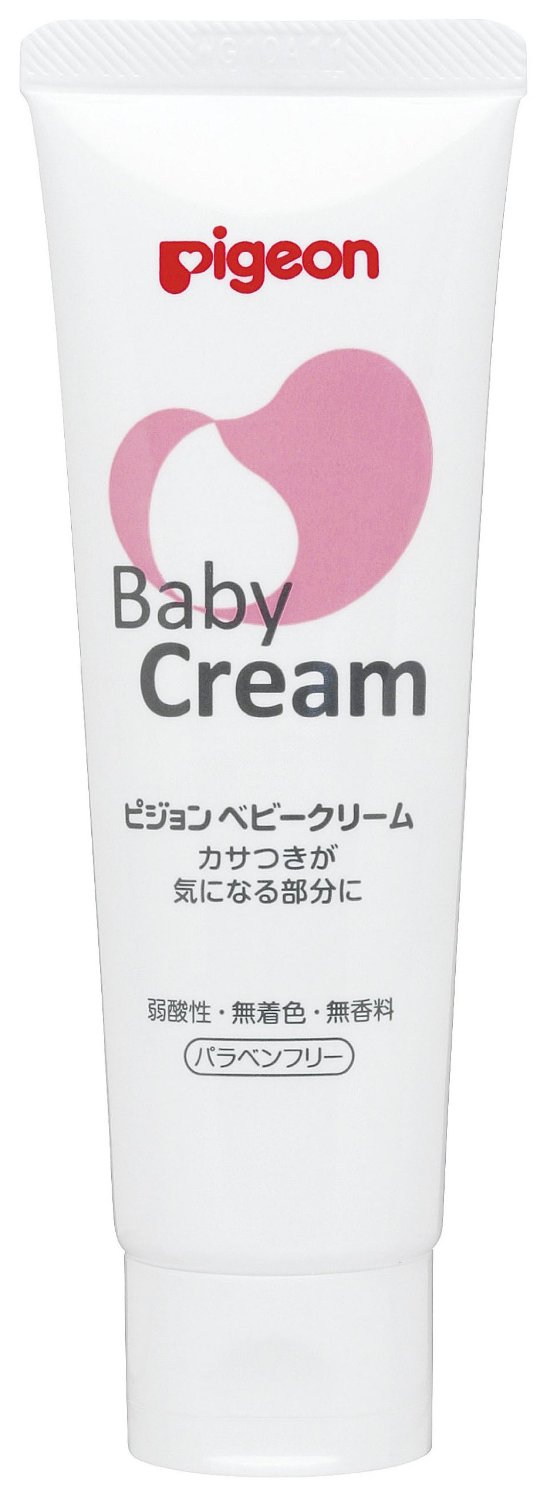 pigeon
Baby
Cream
ピジョン ベビークリーム
カサつきが
気になる部分に
弱酸性・無着色・無香料
パラベンフリー